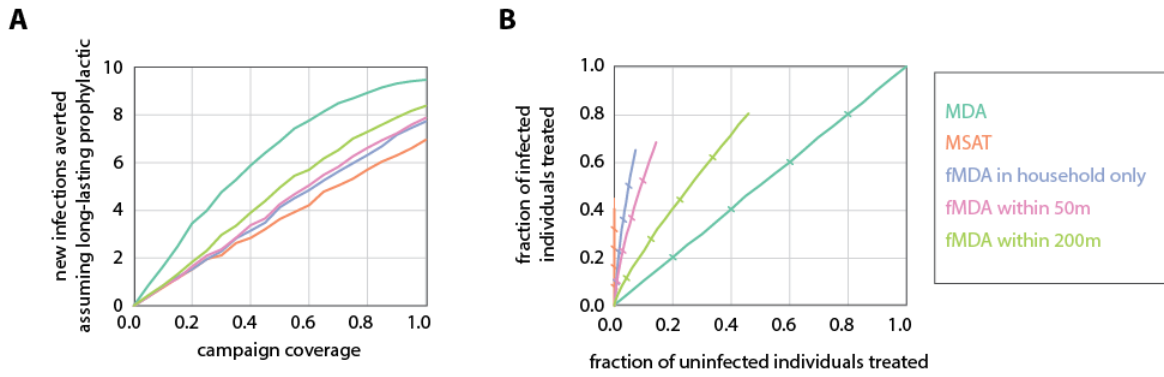 A
new infections averted
assuming long-lasting prophylactic
10
8
6
4
2
0
0.0 0.2 0.4 0.6 0.8 1.0
campaign coverage
B
fraction of infected
individuals treated
1.0
0.8
0.6
0.4
0.2
0.0
0.0 0.2 0.4 0.6 0.8 1.0
fraction of uninfected individuals treated
MDA
MSAT
fMDA in household only
fMDA within 50m
fMDA within 200m